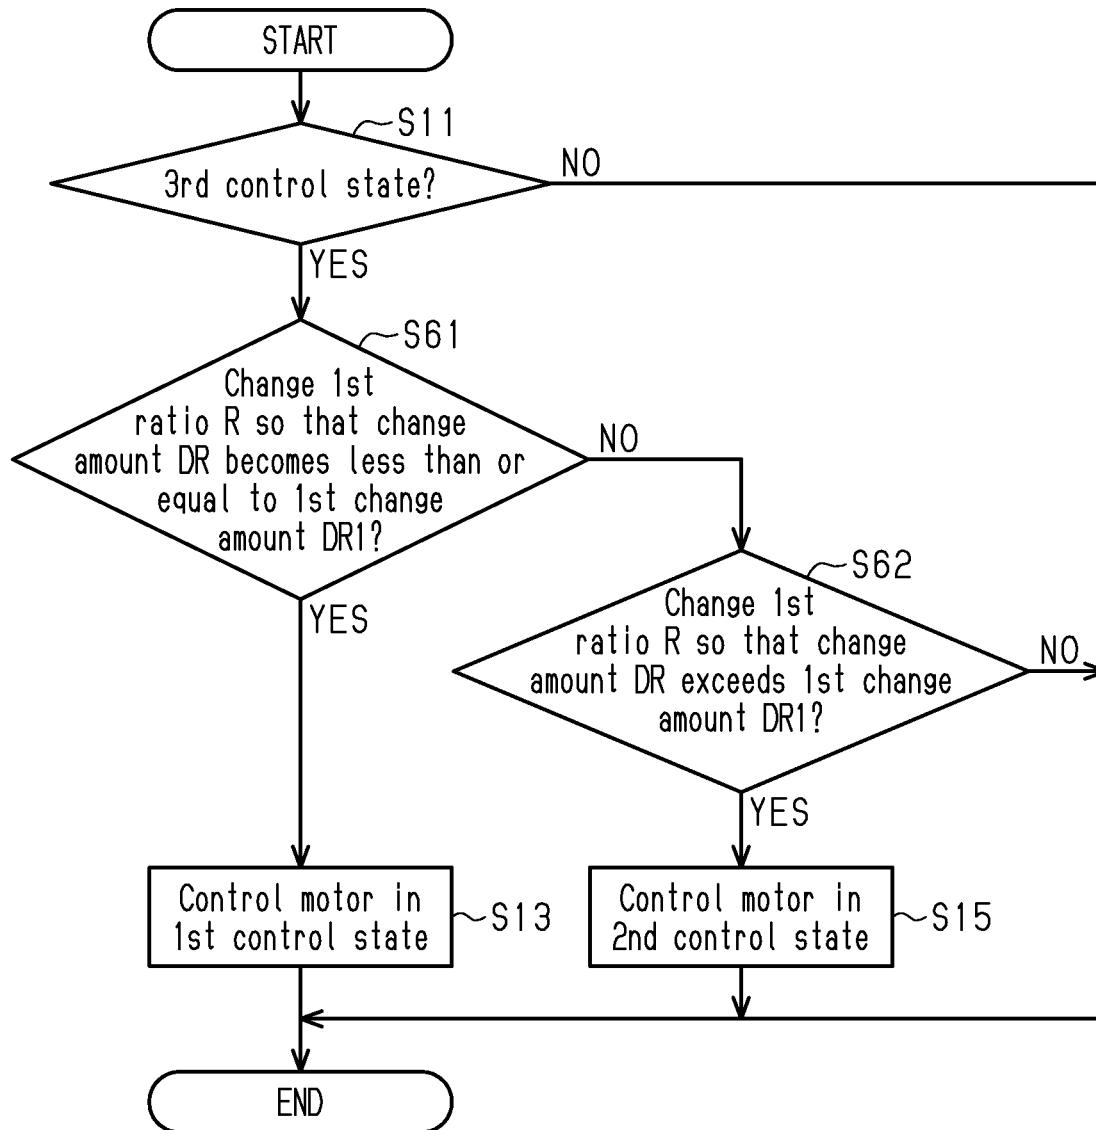 START
S11
3rd control state?
NO
YES
S61
Change 1st
ratio R so that change
amount DR becomes less than or
equal to 1st change
amount DR1?
NO
YES
S62
Change 1st
ratio R so that change
amount DR exceeds 1st change
amount DR1?
NO
YES
Control motor in
1st control state
S13
Control motor in
2nd control state
S15
END